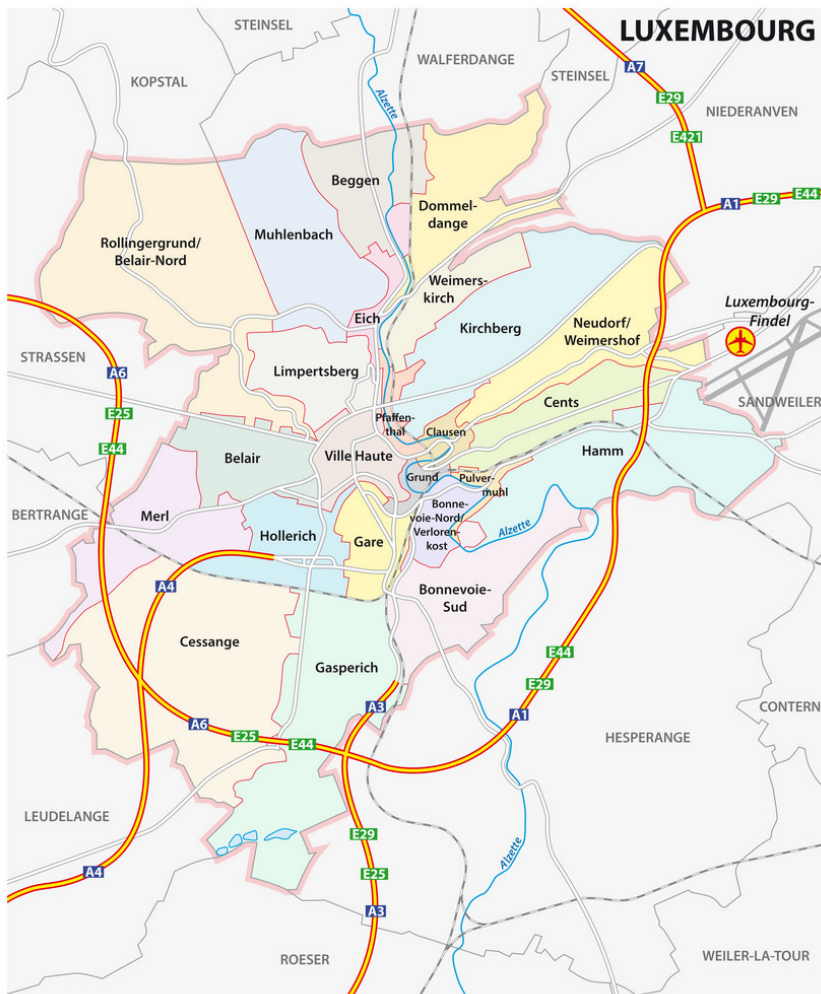 LUXEMBOURG
STEINSEL
WALFERDANGE
STEINSEL
KOPSTAL
A7
E29
NIEDERANVEN
E421
Alzette
Beggen
A1
E29
E44
Dommel-
dange
Rollingergrund/
Belair-Nord
Muhlenbach
Weimers-
kirch
Eich
Kirchberg
Neudorf/
Weimershof
Luxembourg-
Findel
STRASSEN
A6
E25
E44
Limpertsberg
Cents
SANDWEILER
Pfaffen-
thal
Clausen
Belair
Ville Haute
Hamm
Grund
Pulver-
muhl
BERTRANGE
Merl
Bonne-
voie-Nord/
Verloren-
kost
Alzette
Hollerich
Gare
A4
Bonnevoie-
Sud
Cessange
Gasperich
E44
E29
A1
A3
A6
E25
E44
CONTERN
HESPERANGE
LEUDELANGE
E29
E25
A3
A4
Alzette
ROESER
WEILER-LA-TOUR